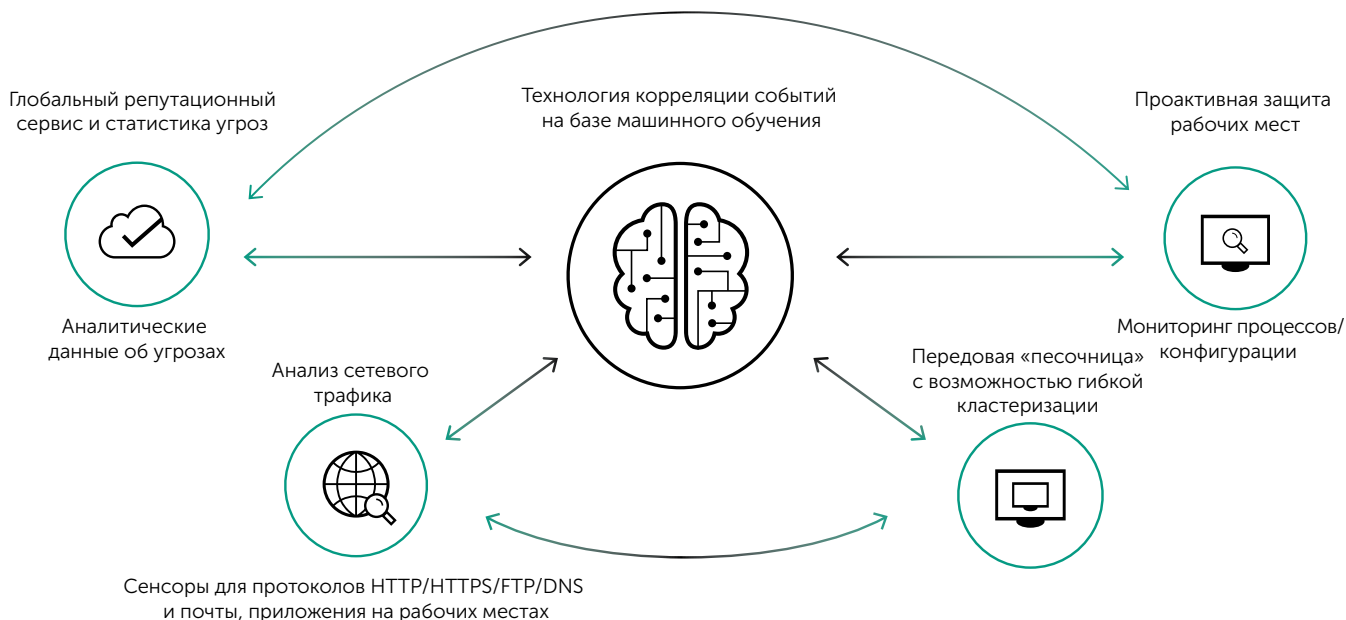 Глобальный репутационный
сервис и статистика угроз
Технология корреляции событий
на базе машинного обучения
Проактивная защита
рабочих мест
Аналитические
данные об угрозах
Мониторинг процессов/
конфигурации
Анализ сетевого
трафика
Передовая «песочница»
с возможностью гибкой
кластеризации
Сенсоры для протоколов HTTP/HTTPS/FTP/DNS
и почты, приложения на рабочих местах